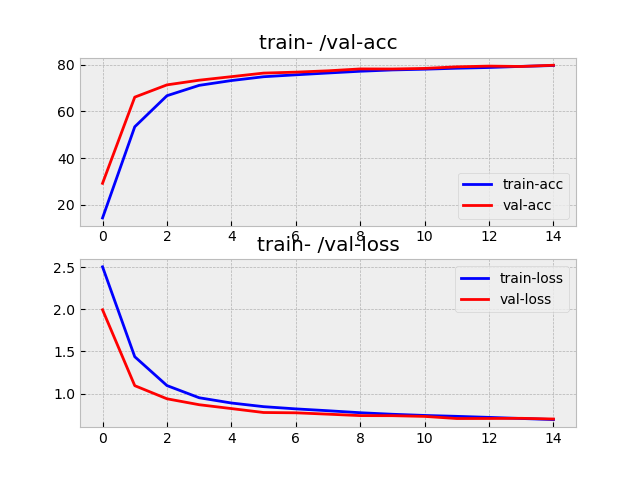 train- /val-acc
80
60
40
20
train-acc
val-acc
0 2 4 6 8 10 12 14
train- /val-loss
2.5
2.0
1.5
1.0
train-loss
val-loss
0 2 4 6 8 10 12 14